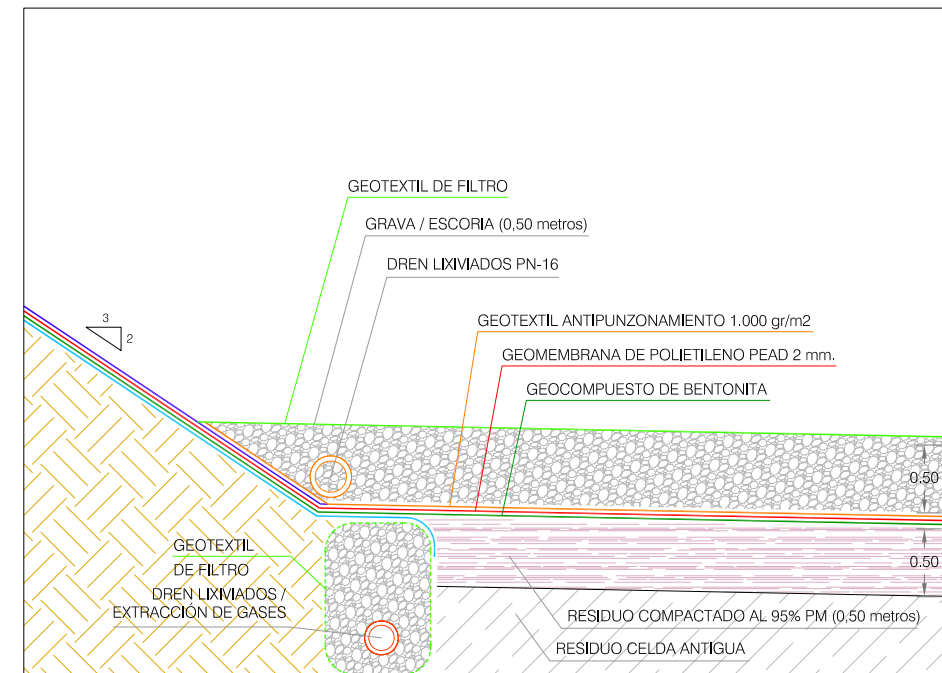 GEOTEXTIL DE FILTRO
GRAVA / ESCORIA (0,50 metros)
DREN LIXIVIADOS PN-16
GEOTEXTIL ANTIPUNZONAMIENTO 1.000 gr/m2
3
2
GEOMEMBRANA DE POLIETILENO PEAD 2 mm.
GEOCOMPUESTO DE BENTONITA
0.50
GEOTEXTIL
DE FILTRO
0.50
DREN LIXIVIADOS /
EXTRACCIÓN DE GASES
RESIDUO COMPACTADO AL 95% PM (0,50 metros)
RESIDUO CELDA ANTIGUA